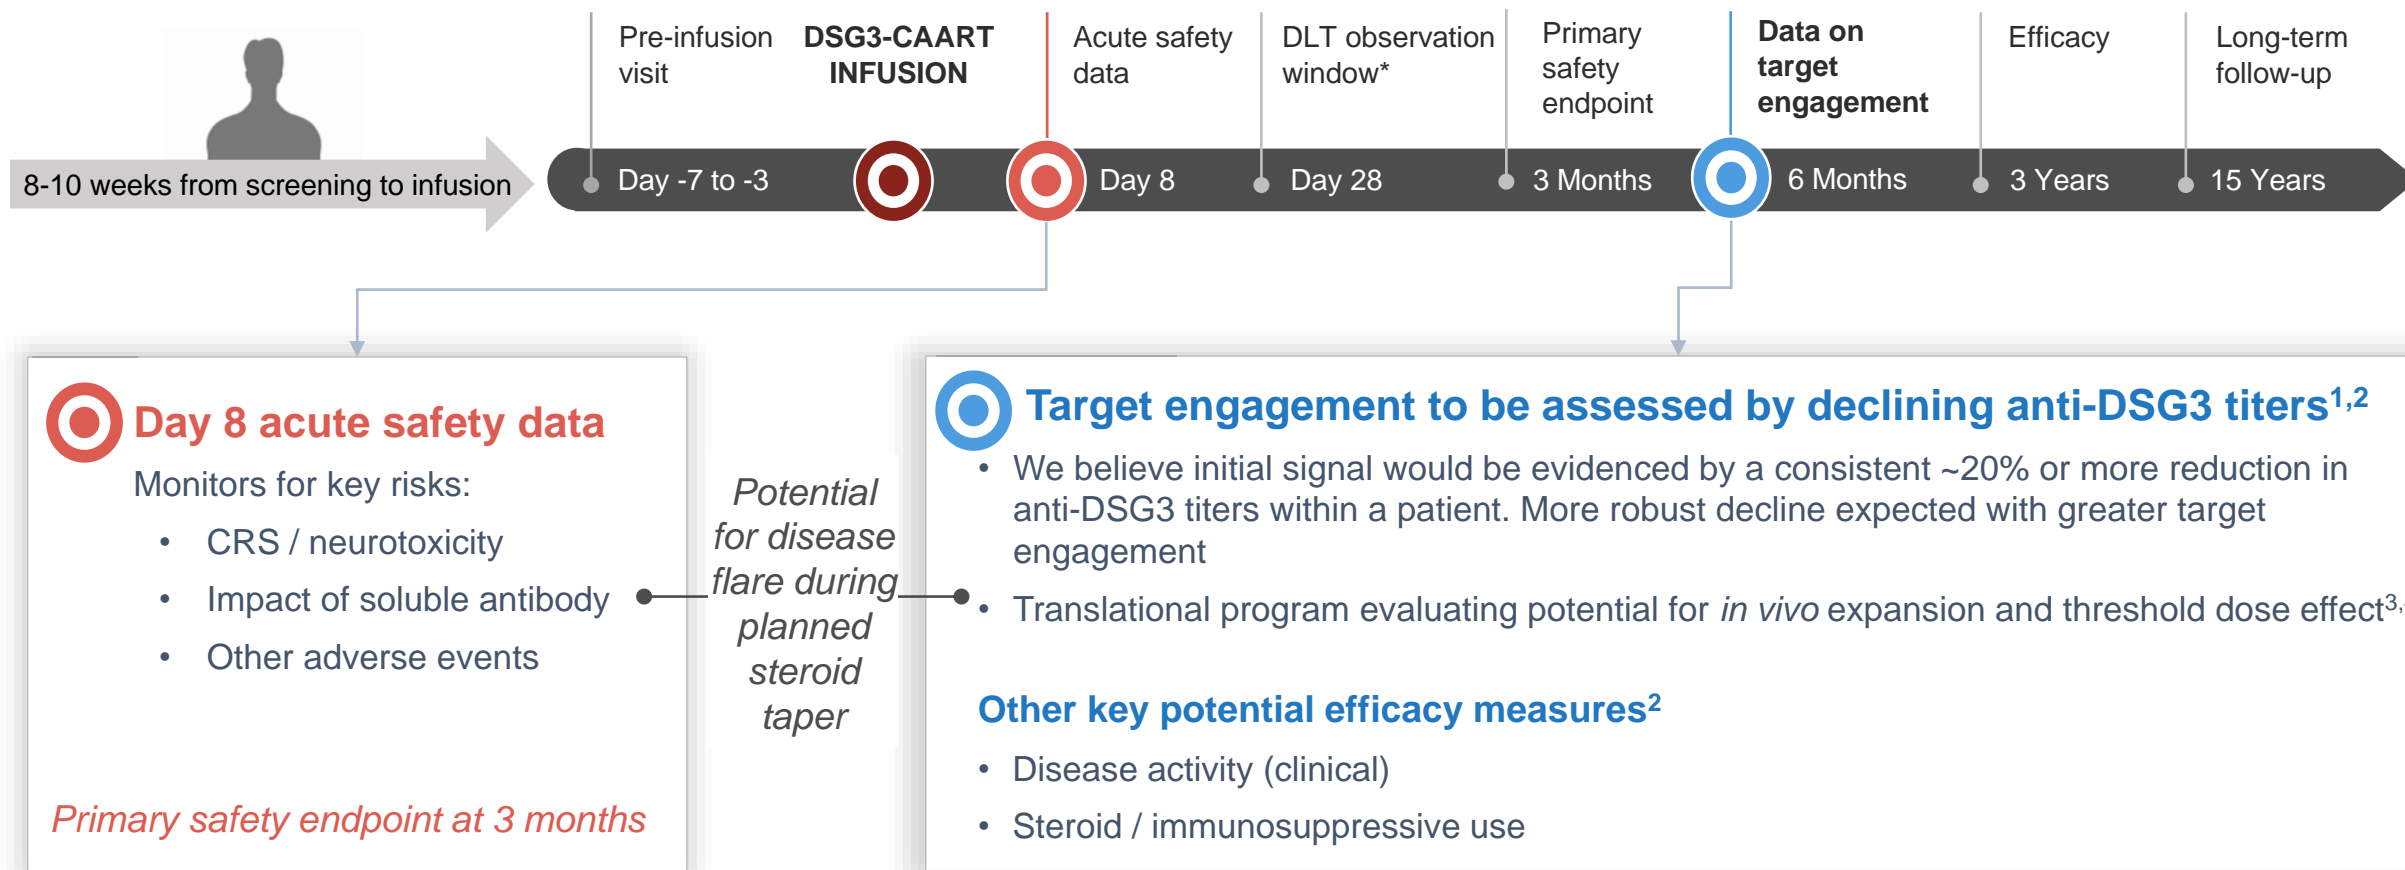 Pre-infusion visit
DSG3-CAART INFUSION
Acute safety data
DLT observation window*
Primary safety endpoint
Data on target engagement
Efficacy
Long-term follow-up
8-10 weeks from screening to infusion
Day -7 to -3
Day 8
Day 28
3 Months
6 Months
3 Years
15 Years
Day 8 acute safety data
Monitors for key risks:
• CRS / neurotoxicity
• Impact of soluble antibody
• Other adverse events
Primary safety endpoint at 3 months
Potential
for disease
flare during
planned
steroid
taper
Target engagement to be assessed by declining anti-DSG3 titers1,2
• We believe initial signal would be evidenced by a consistent ~20% or more reduction in
anti-DSG3 titers within a patient. More robust decline expected with greater target
engagement
• Translational program evaluating potential for in vivo expansion and threshold dose effect3,
Other key potential efficacy measures2
• Disease activity (clinical)
• Steroid / immunosuppressive use